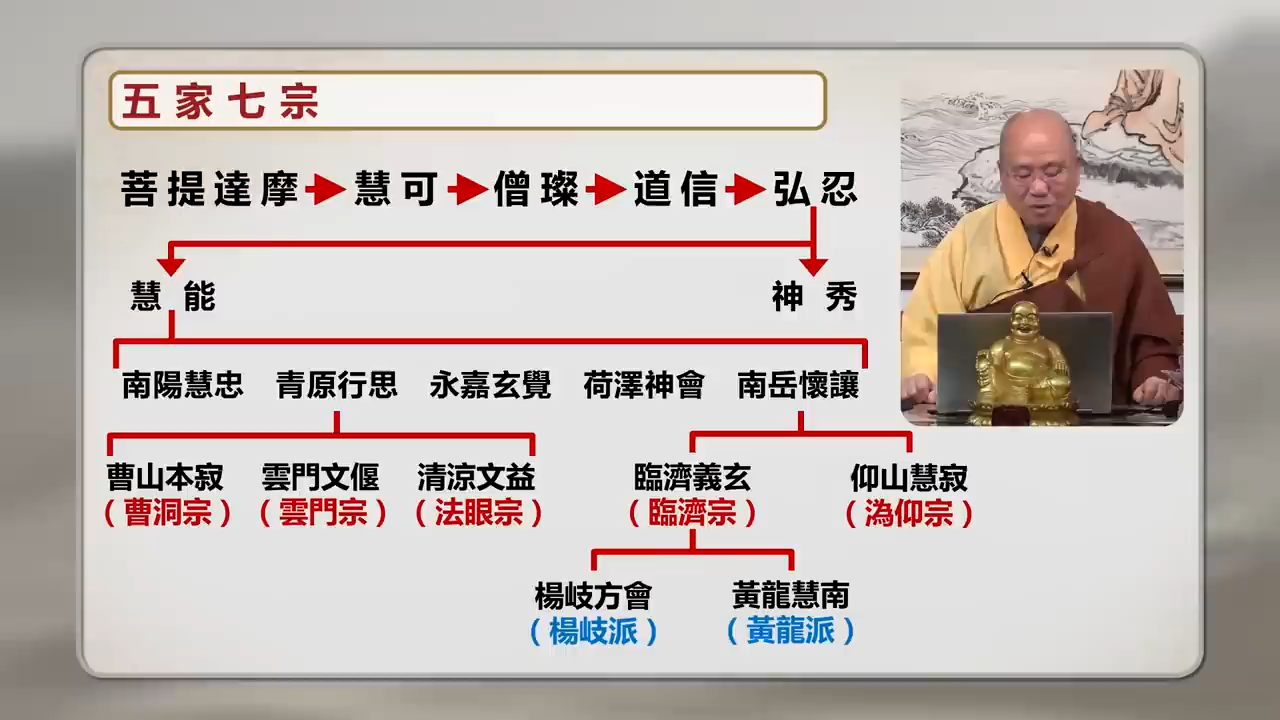 五家七宗
菩提達摩 慧可 僧璨 道信 弘忍
慧能 神秀
南陽慧忠 青原行思 永嘉玄覺 荷澤神會 南岳懷讓
曹山本寂 雲門文偃 清涼文益 臨濟義玄 仰山慧寂
(曹洞宗) (雲門宗) (法眼宗) (臨濟宗) (溈仰宗)
楊岐方會 黃龍慧南
(楊岐派) (黃龍派)